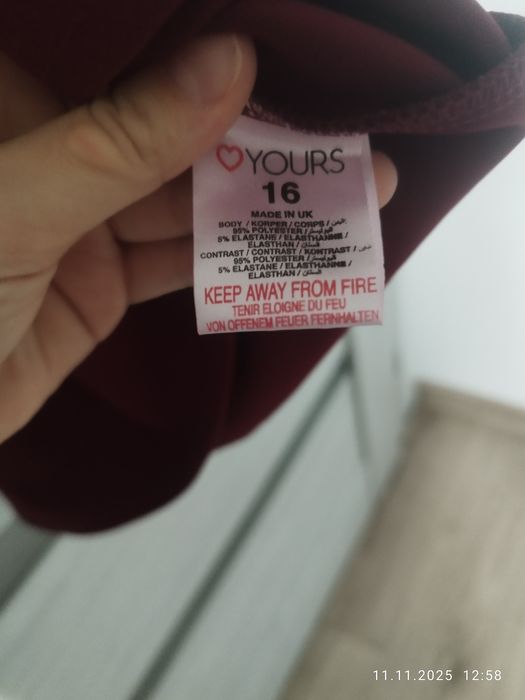 YOURS
16
MADE IN UK
BODY / KORPER / CORPS /
95% POLYESTER /
5% ELASTANE / ELASTHANNE /
ELASTHAN /
CONTRAST / CONTRAST / KONTRAST /
95% POLYESTER /
5% ELASTANE / ELASTHANNE /
ELASTHAN /
KEEP AWAY FROM FIRE
TENIR ELOIGNE DU FEU
VON OFFENEM FEUER FERNHALTEN
11.11.2025 12:58